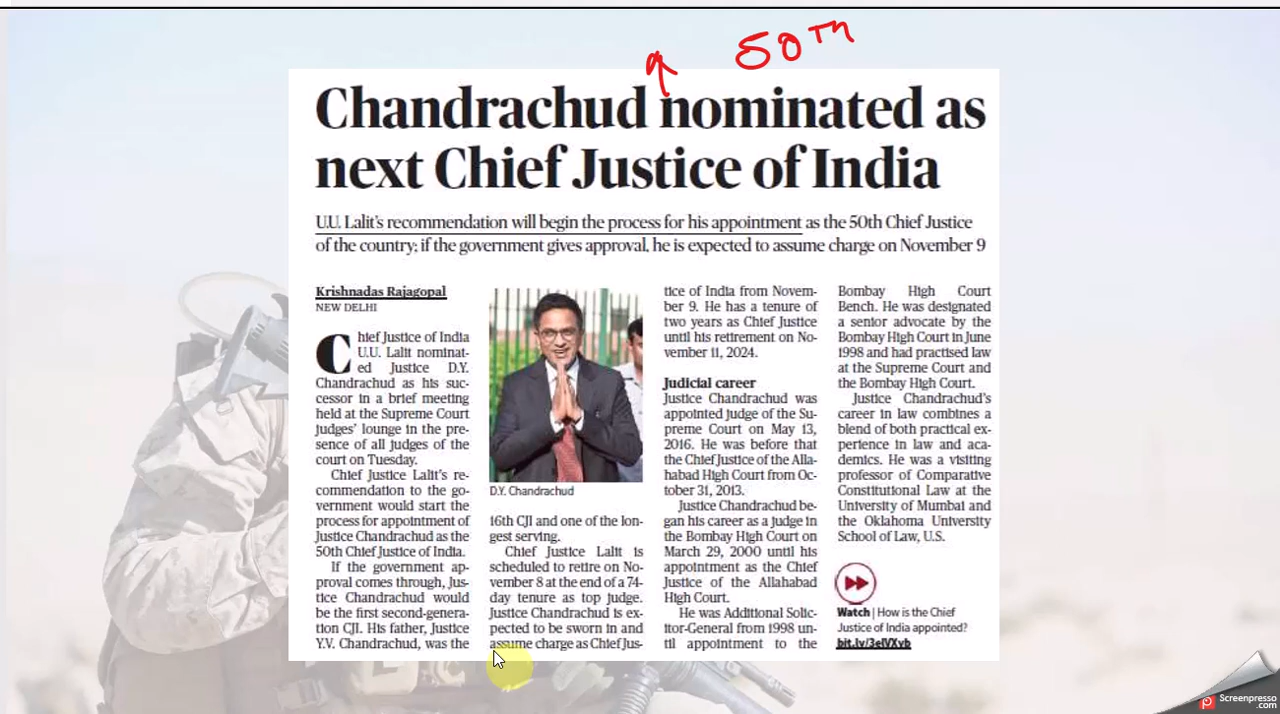 50TH
Chandrachud nominated as
next Chief Justice of India
U.U. Lalit's recommendation will begin the process for his appointment as the 50th Chief Justice
of the country; if the government gives approval, he is expected to assume charge on November 9
Krishnadas Rajagopal
NEW DELHI
Chief Justice of India
U.U. Lalit nominat-
ed Justice D.Y.
Chandrachud as his suc-
cessor in a brief meeting
held at the Supreme Court
judges' lounge in the pre-
sence of all judges of the
court on Tuesday.
Chief Justice Lalit's re-
commendation to the go-
vernment would start the
process for appointment of
Justice Chandrachud as the
50th Chief Justice of India.
If the government ap-
proval comes through, Jus-
tice Chandrachud would
be the first second-genera-
tion CJI. His father, Justice
Y.V. Chandrachud, was the
D.Y. Chandrachud
16th CJI and one of the lon-
gest serving.
Chief Justice Lalit is
scheduled to retire on No-
vember 8 at the end of a 74-
day tenure as top judge.
Justice Chandrachud is ex-
pected to be sworn in and
assume charge as Chief Jus-
tice of India from Novem-
ber 9. He has a tenure of
two years as Chief Justice
until his retirement on No-
vember 11, 2024.
Judicial career
Justice Chandrachud was
appointed judge of the Su-
preme Court on May 13,
2016. He was before that
the Chief Justice of the Alla-
habad High Court from Oc-
tober 31, 2013.
Justice Chandrachud be-
gan his career as a judge in
the Bombay High Court on
March 29, 2000 until his
appointment as the Chief
Justice of the Allahabad
High Court.
He was Additional Solic-
itor-General from 1998 un-
til appointment to the
Bombay High Court
Bench. He was designated
a senior advocate by the
Bombay High Court in June
1998 and had practised law
at the Supreme Court and
the Bombay High Court.
Justice Chandrachud's
career in law combines a
blend of both practical ex-
perience in law and aca-
demics. He was a visiting
professor of Comparative
Constitutional Law at the
University of Mumbai and
the Oklahoma University
School of Law, U.S.
Watch | How is the Chief
Justice of India appointed?
bit.ly/3elVXyb
Screenpresso
.com